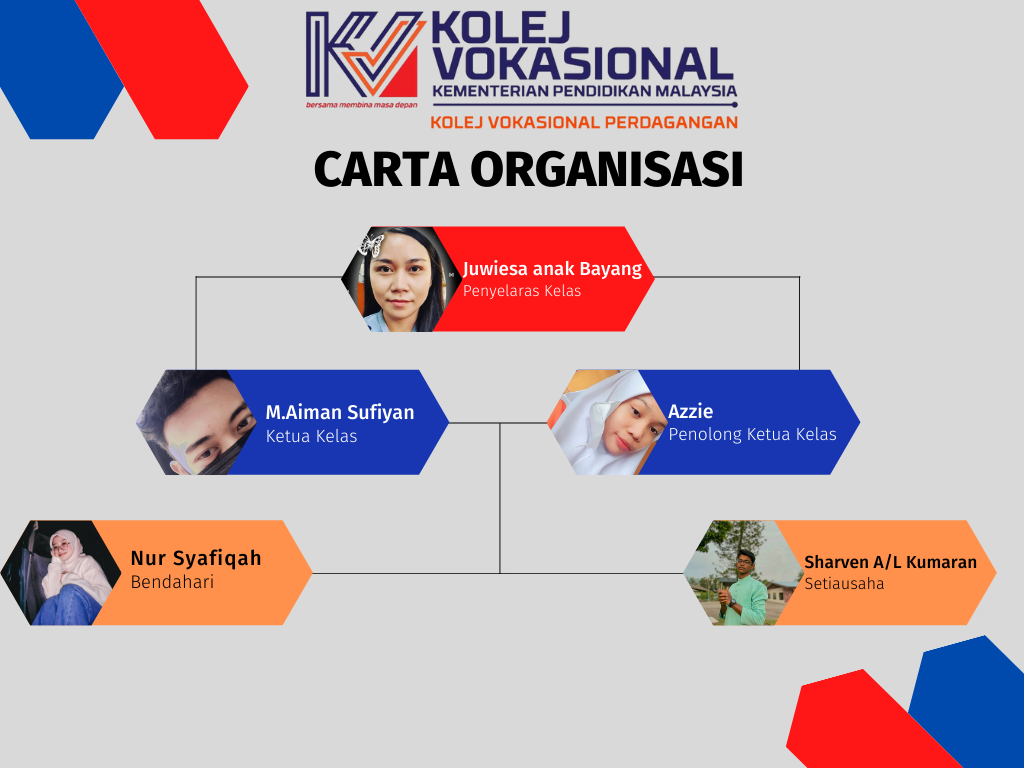 KOLEJ
VOKASIONAL
KEMENTERIAN PENDIDIKAN MALAYSIA
bersama membina masa depan
KOLEJ VOKASIONAL PERDAGANGAN
CARTA ORGANISASI
Juwiesa anak Bayang
Penyelaras Kelas
M.Aiman Sufiyan
Ketua Kelas
Azzie
Penolong Ketua Kelas
Nur Syafiqah
Bendahari
Sharven A/L Kumaran
Setiausaha